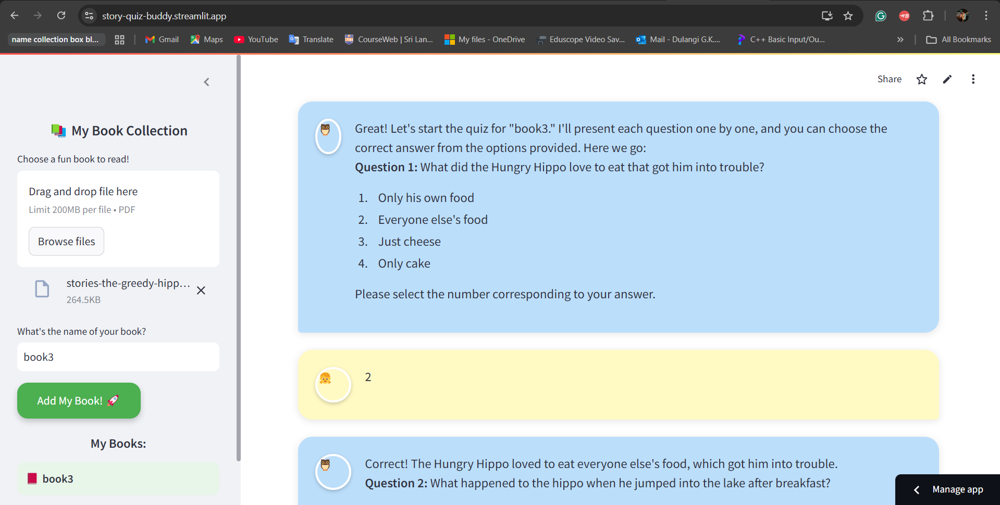 story-quiz-buddy.streamlit.app
name collection box bl...
Gmail
Maps
YouTube
Translate
CourseWeb | Sri Lan...
My files - OneDrive
Eduscope Video Sav...
Mail - Dulangi G.K....
C++ Basic Input/Ou...
»
All Bookmarks
Share
My Book Collection
Choose a fun book to read!
Drag and drop file here
Limit 200MB per file • PDF
Browse files
stories-the-greedy-hipp...
264.5KB
What's the name of your book?
book3
Add My Book!
My Books:
book3
Great! Let's start the quiz for "book3." I'll present each question one by one, and you can choose the
correct answer from the options provided. Here we go:
Question 1: What did the Hungry Hippo love to eat that got him into trouble?
1. Only his own food
2. Everyone else's food
3. Just cheese
4. Only cake
Please select the number corresponding to your answer.
2
Correct! The Hungry Hippo loved to eat everyone else's food, which got him into trouble.
Question 2: What happened to the hippo when he jumped into the lake after breakfast?
Manage app